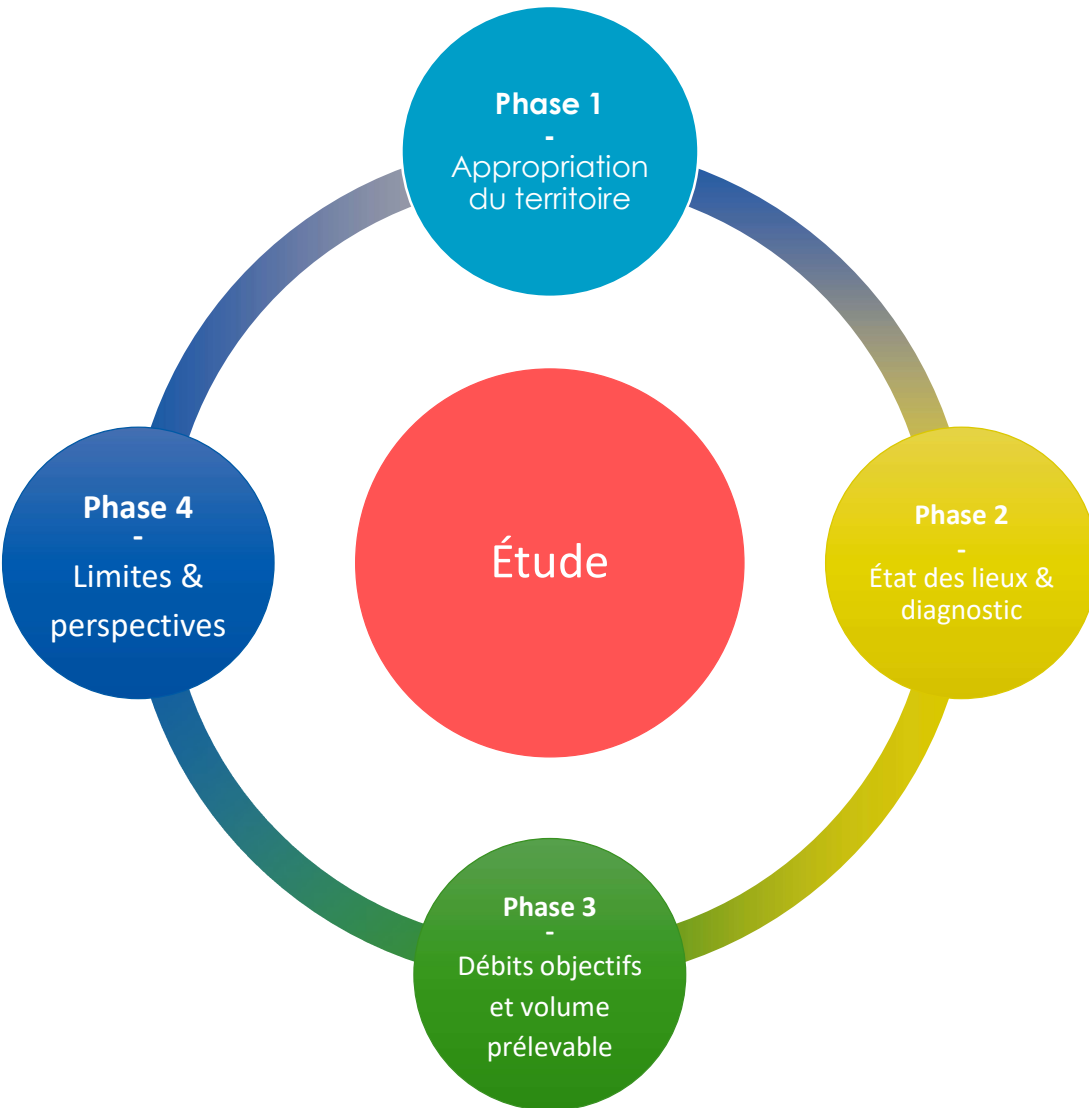 Phase 1
-
Appropriation
du territoire
Phase 2
-
État des lieux &
diagnostic
Phase 3
-
Débits objectifs
et volume
prélevable
Phase 4
-
Limites &
perspectives
Étude